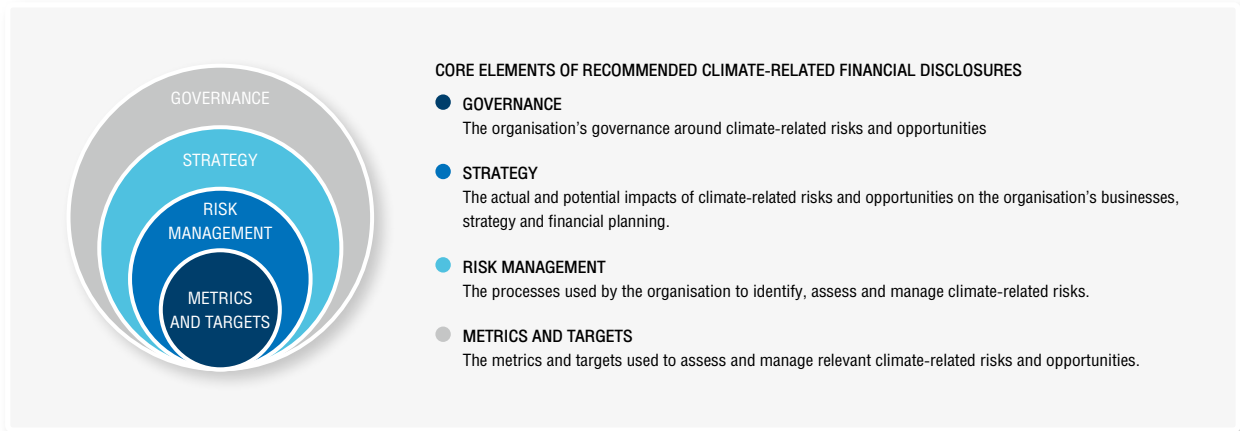 GOVERNANCE
STRATEGY
RISK
MANAGEMENT
METRICS
AND TARGETS
CORE ELEMENTS OF RECOMMENDED CLIMATE-RELATED FINANCIAL DISCLOSURES
GOVERNANCE
The organisation’s governance around climate-related risks and opportunities
STRATEGY
The actual and potential impacts of climate-related risks and opportunities on the organisation’s businesses,
strategy and financial planning.
RISK MANAGEMENT
The processes used by the organisation to identify, assess and manage climate-related risks.
METRICS AND TARGETS
The metrics and targets used to assess and manage relevant climate-related risks and opportunities.